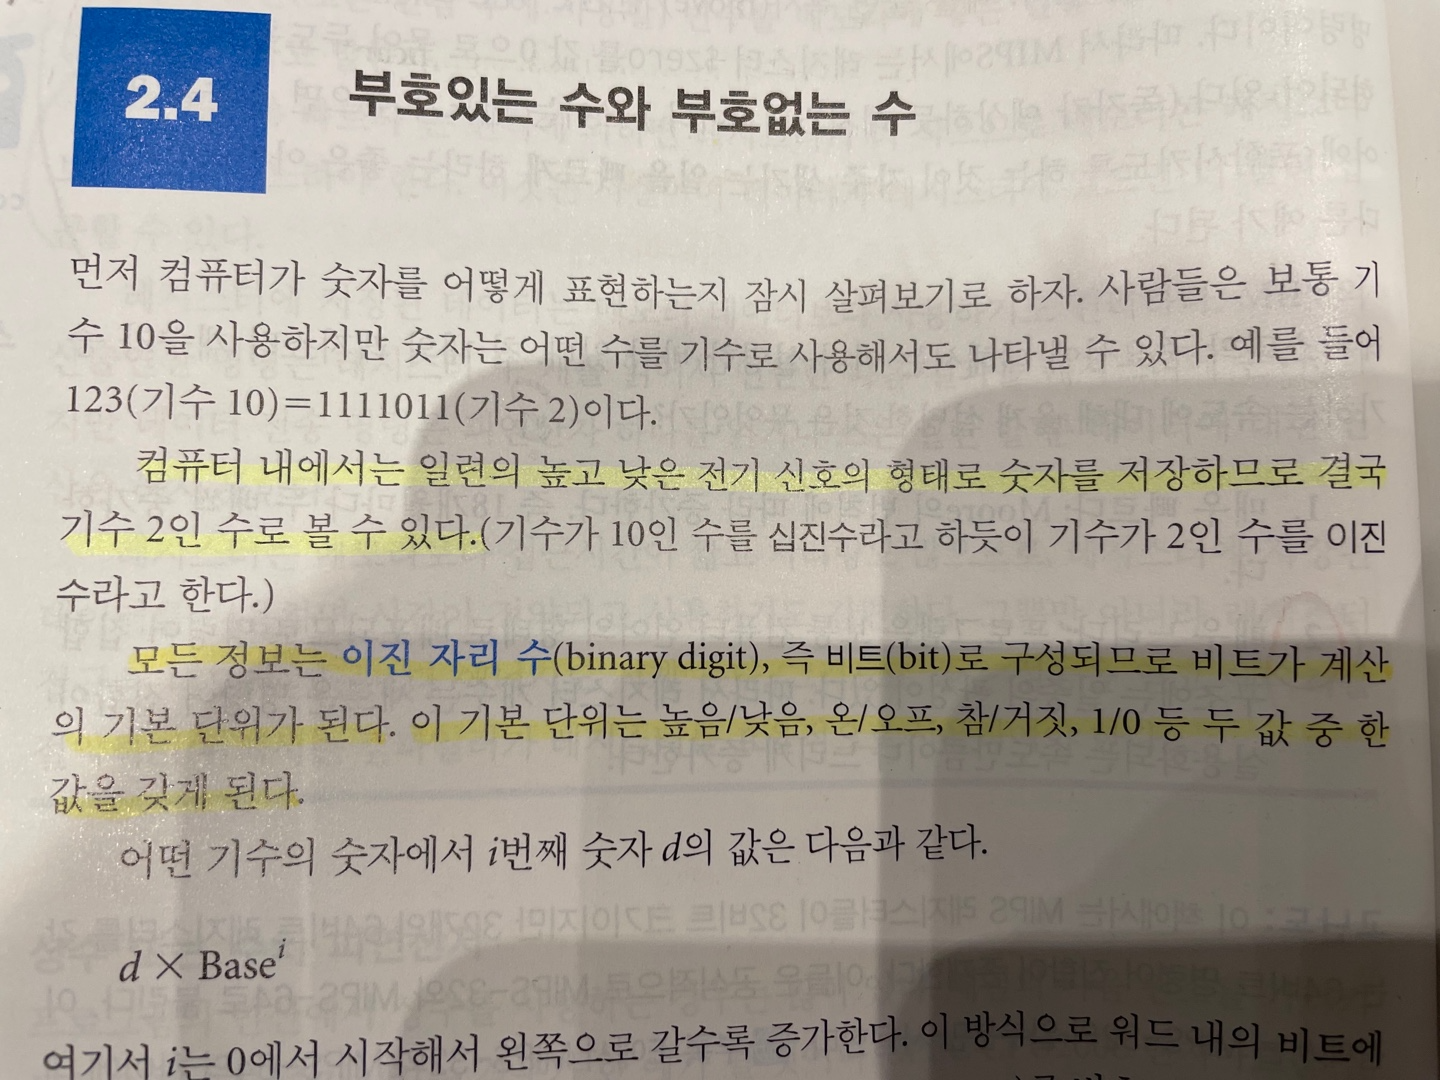 2.4 부호있는 수와 부호없는 수
먼저 컴퓨터가 숫자를 어떻게 표현하는지 잠시 살펴보기로 하자. 사람들은 보통 기
수 10을 사용하지만 숫자는 어떤 수를 기수로 사용해서도 나타낼 수 있다. 예를 들어
123(기수 10)=1111011(기수 2)이다.
컴퓨터 내에서는 일련의 높고 낮은 전기 신호의 형태로 숫자를 저장하므로 결국
기수 2인 수로 볼 수 있다.(기수가 10인 수를 십진수라고 하듯이 기수가 2인 수를 이진
수라고 한다.)
모든 정보는 이진 자리 수(binary digit), 즉 비트(bit)로 구성되므로 비트가 계산
의 기본 단위가 된다. 이 기본 단위는 높음/낮음, 온/오프, 참/거짓, 1/0 등 두 값 중 한
값을 갖게 된다.
어떤 기수의 숫자에서 i번째 숫자 d의 값은 다음과 같다.
d × Baseⁱ
여기서 i는 0에서 시작해서 왼쪽으로 갈수록 증가한다. 이 방식으로 워드 내의 비트에